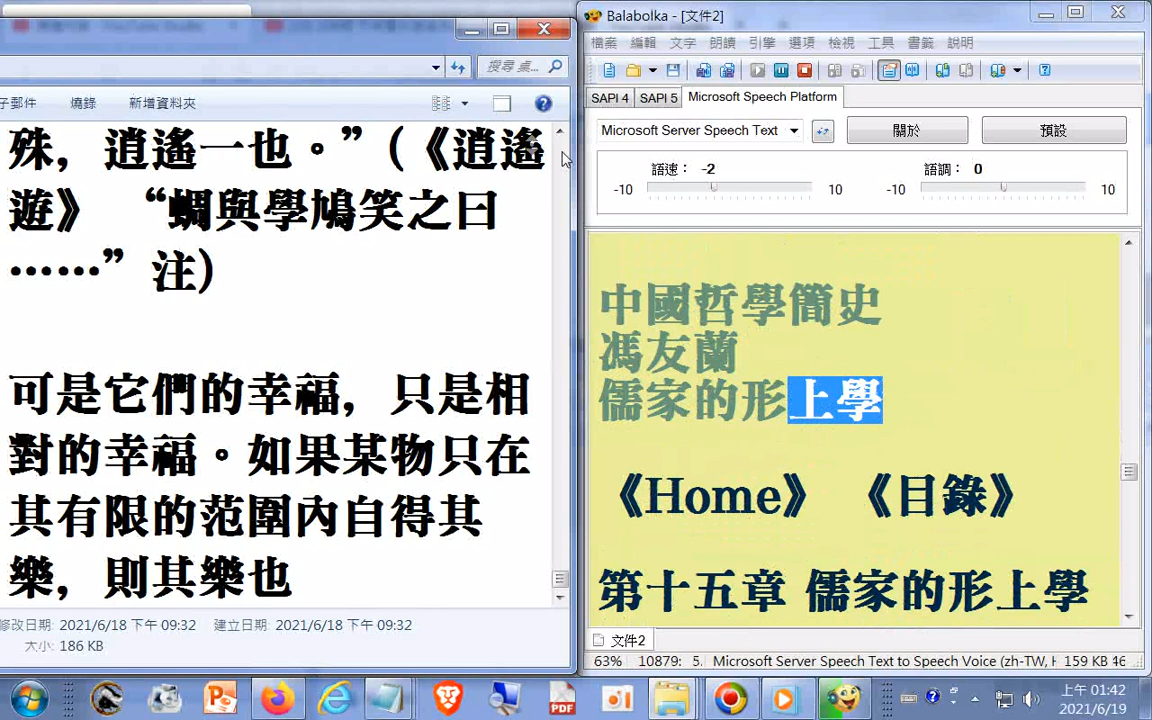 搜尋 桌...
子郵件 燒錄 新增資料夾
殊，逍遙一也。”(《逍遙
遊》 “蜩與學鳩笑之曰
……”注)
可是它們的幸福，只是相
對的幸福。如果某物只在
其有限的范圍內自得其
樂，則其樂也
修改日期: 2021/6/18 下午 09:32 建立日期: 2021/6/18 下午 09:32
大小: 186 KB
Balabolka - [文件2]
檔案 編輯 文字 朗讀 引擎 選項 檢視 工具 書籤 說明
SAPI 4 SAPI 5 Microsoft Speech Platform
Microsoft Server Speech Text 關於 預設
語速: -2 語調: 0
-10 10 -10 10
中國哲學簡史
馮友蘭
儒家的形上學
《Home》 《目錄》
第十五章 儒家的形上學
文件2
63% 10879: 5. Microsoft Server Speech Text to Speech Voice (zh-TW, H 159 KB 46
PDF
上午 01:42
2021/6/19